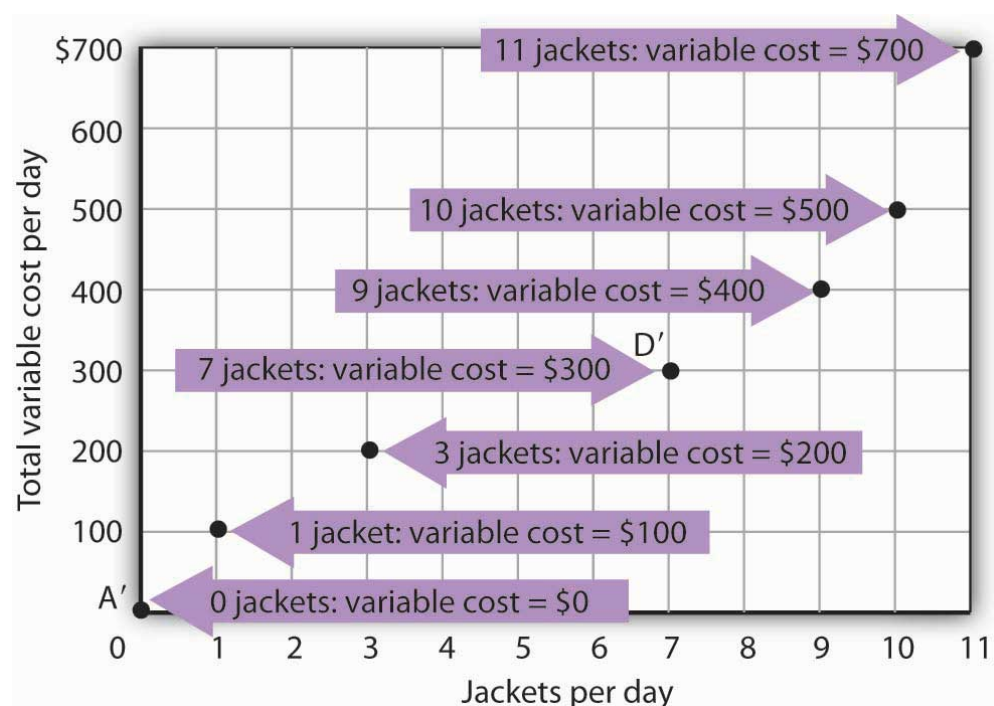 Total variable cost per day
$700
600
500
400
300
200
100
11 jackets: variable cost = $700
10 jackets: variable cost = $500
9 jackets: variable cost = $400
D′
7 jackets: variable cost = $300
3 jackets: variable cost = $200
1 jacket: variable cost = $100
A′
0 jackets: variable cost = $0
0 1 2 3 4 5 6 7 8 9 10 11
Jackets per day